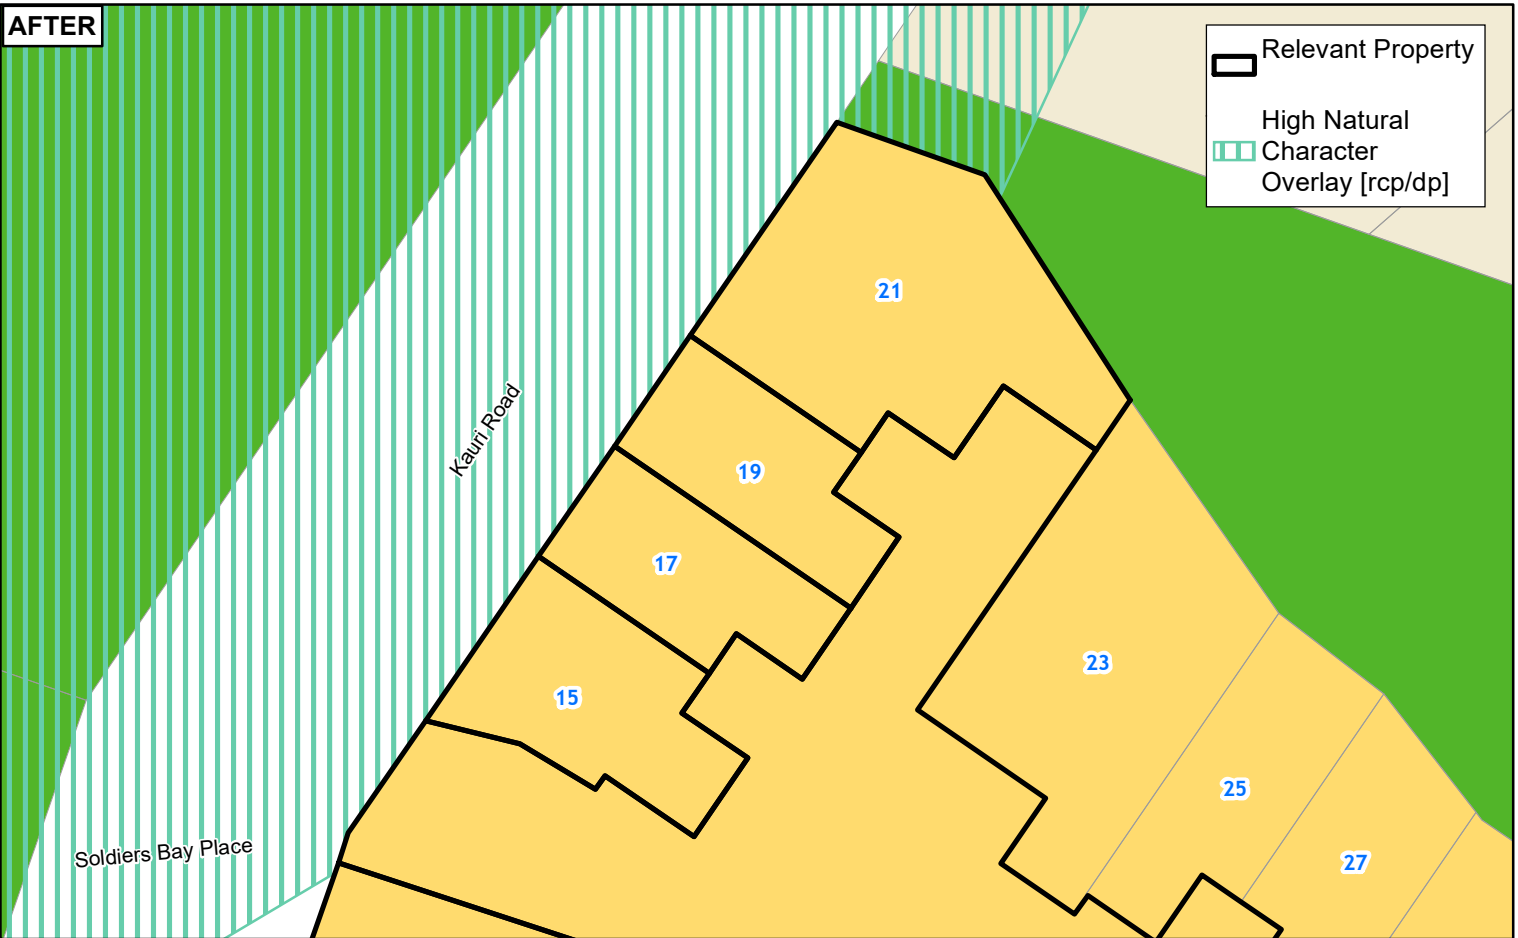 AFTER
Relevant Property
High Natural
Character
Overlay [rcp/dp]
21
Kauri Road
19
17
23
15
25
Soldiers Bay Place
27